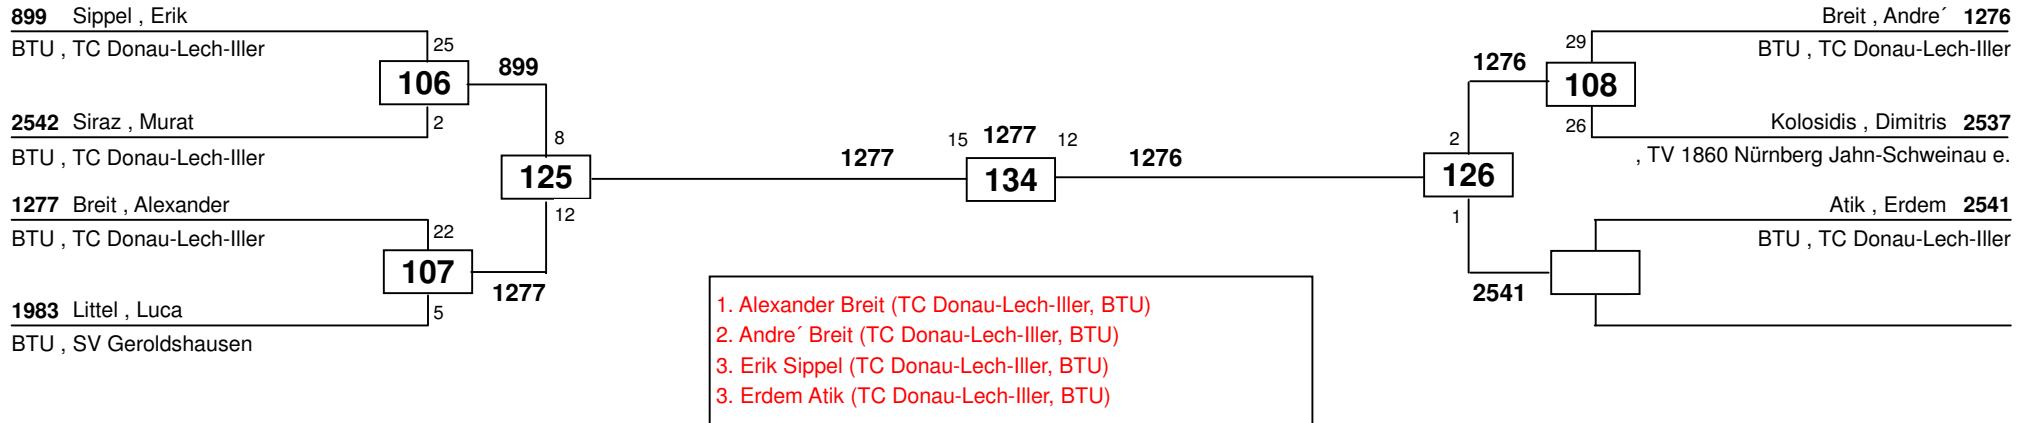 899 Sippel , Erik
BTU , TC Donau-Lech-Iller
25
106
899
2
2542 Siraz , Murat
BTU , TC Donau-Lech-Iller
8
125
12
1277 Breit , Alexander
BTU , TC Donau-Lech-Iller
22
107
1277
5
1983 Littel , Luca
BTU , SV Geroldshausen
1277
15 1277 12
134
1276
Breit , Andre´ 1276
BTU , TC Donau-Lech-Iller
29
1276
108
26
Kolosidis , Dimitris 2537
, TV 1860 Nürnberg Jahn-Schweinau e.
2
126
1
Atik , Erdem 2541
BTU , TC Donau-Lech-Iller
2541
1. Alexander Breit (TC Donau-Lech-Iller, BTU)
2. Andre´ Breit (TC Donau-Lech-Iller, BTU)
3. Erik Sippel (TC Donau-Lech-Iller, BTU)
3. Erdem Atik (TC Donau-Lech-Iller, BTU)